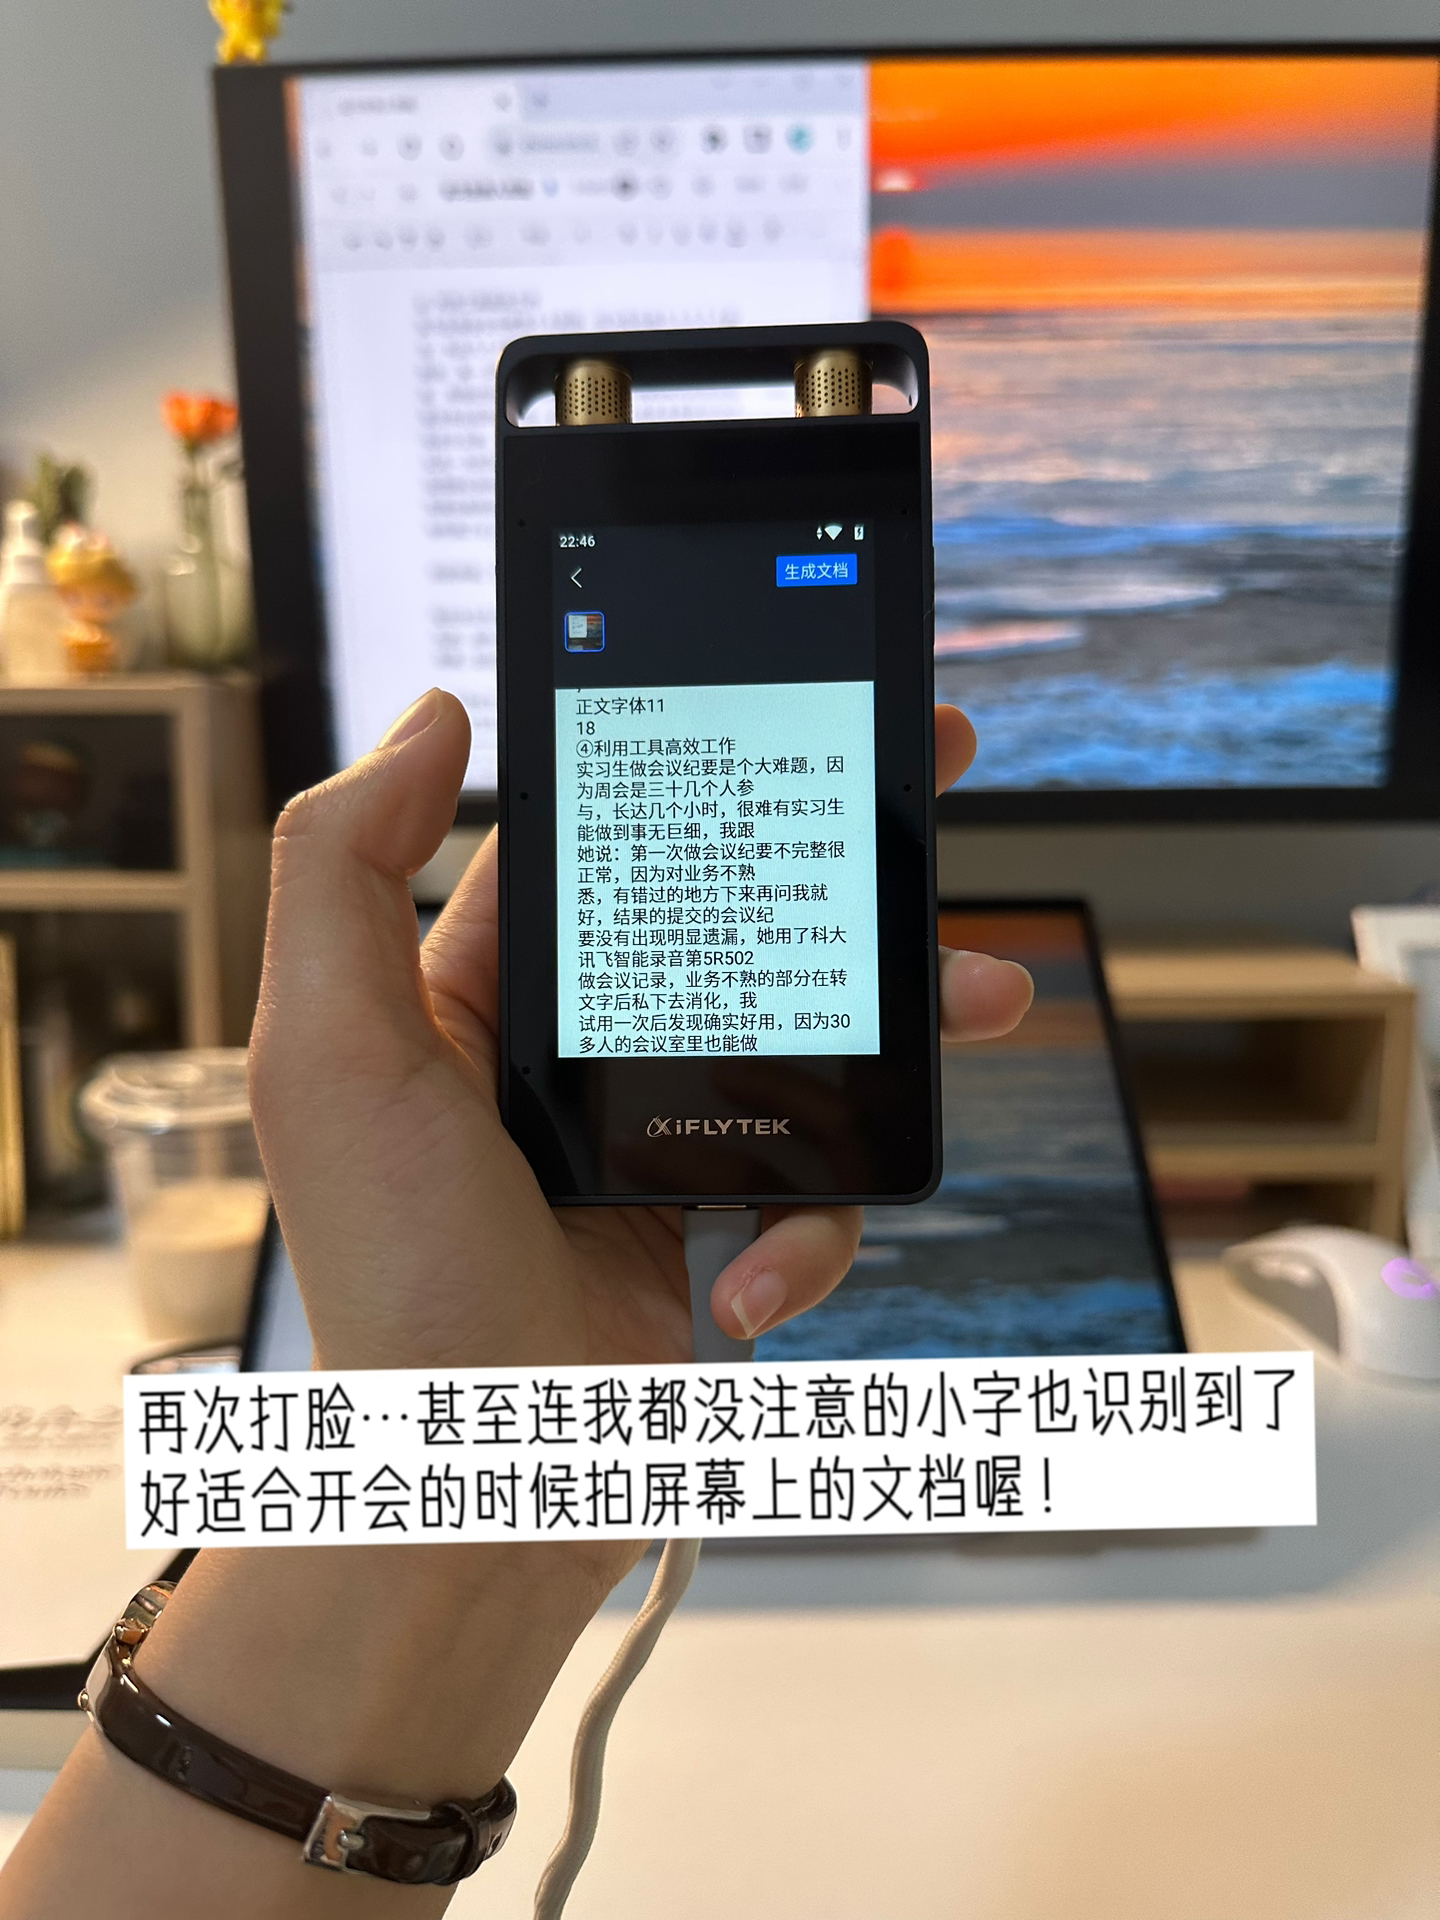 22:46
生成文档
正文字体11
18
④利用工具高效工作
实习生做会议纪要是个大难题，因
为周会是三十几个人参
与，长达几个小时，很难有实习生
能做到事无巨细，我跟
她说：第一次做会议纪要不完整很
正常，因为对业务不熟
悉，有错过的地方下来再问我就
好，结果的提交的会议纪
要没有出现明显遗漏，她用了科大
讯飞智能录音第5R502
做会议记录，业务不熟的部分在转
文字后私下去消化，我
试用一次后发现确实好用，因为30
多人的会议室里也能做
iFLYTEK
再次打脸…甚至连我都没注意的小字也识别到了
好适合开会的时候拍屏幕上的文档喔！